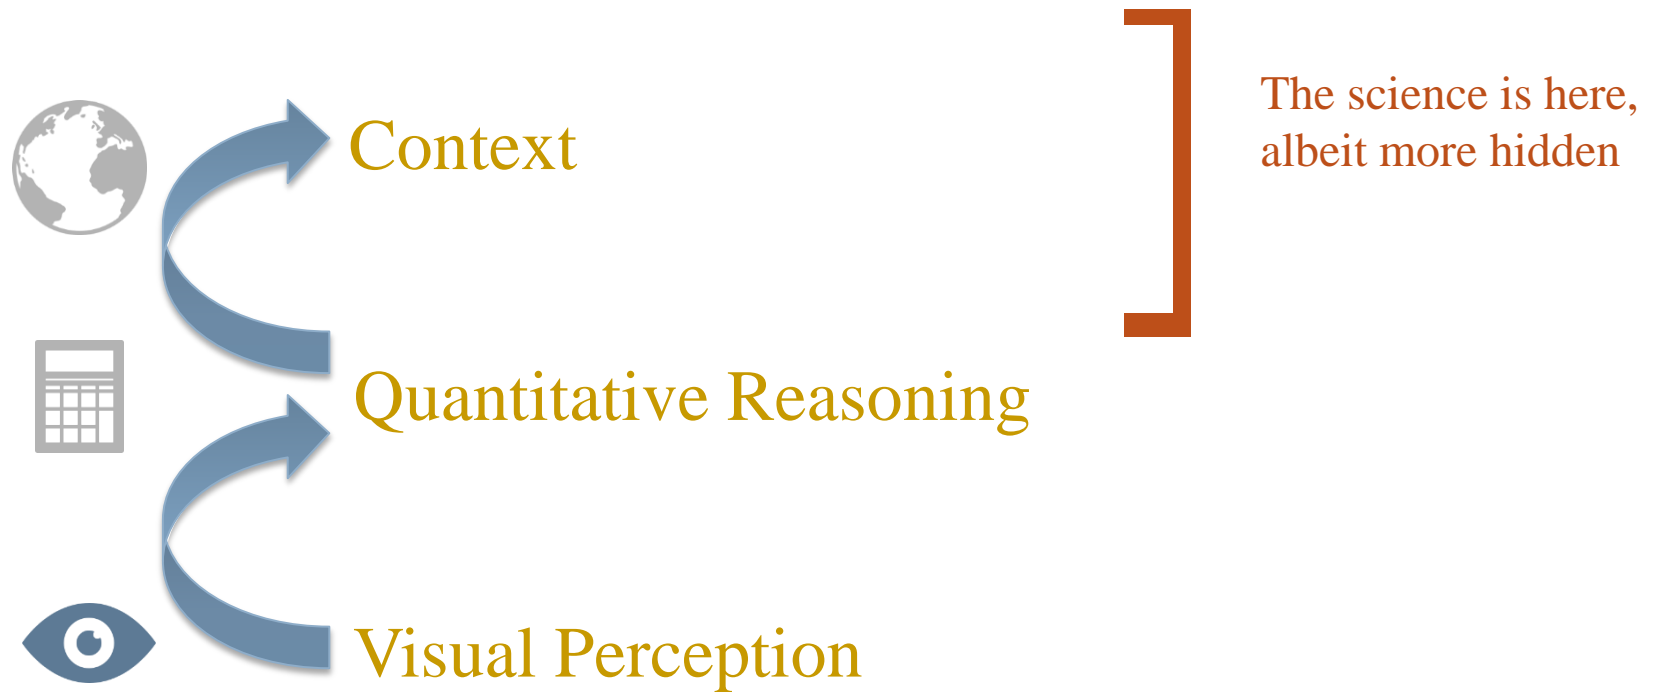 The science is here,
albeit more hidden
Context
Quantitative Reasoning
Visual Perception